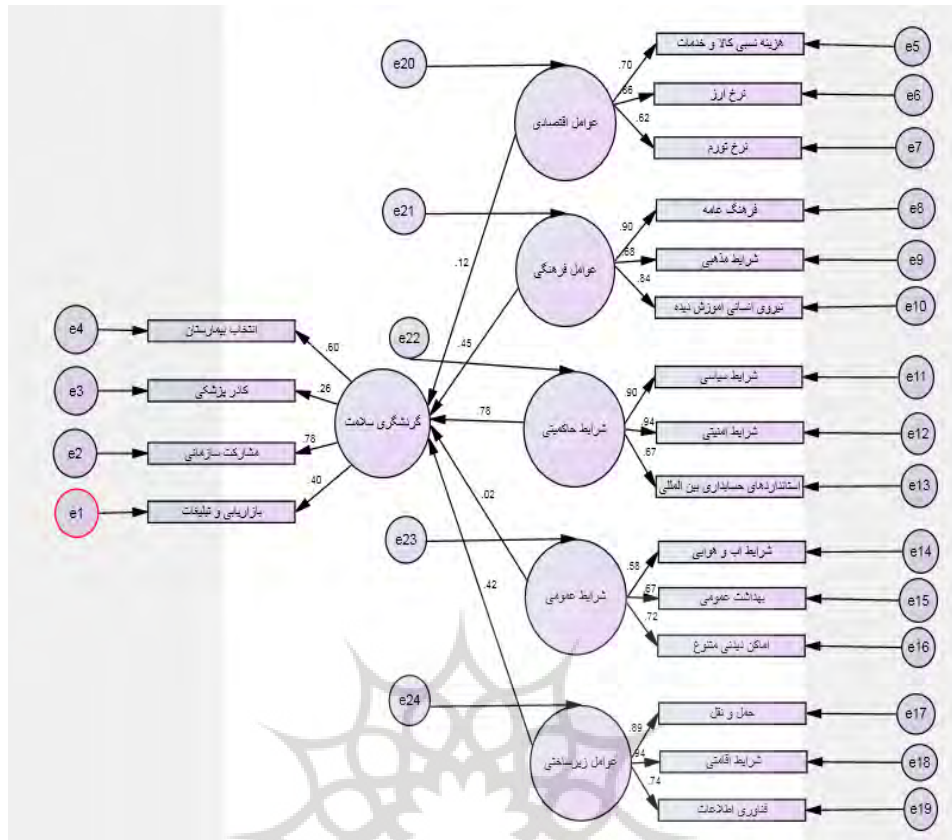 e20
هزینه نسبی کالا و خدمات
e5
.70
نرخ ارز
e6
.66
عوامل اقتصادی
.62
نرخ تورم
e7
e21
فرهنگ عامه
e8
.90
.12
عوامل فرهنگی
.68
شرایط مذهبی
e9
.84
نیروی انسانی اموزش دیده
e10
e4
انتخاب بیمارستان
e22
.45
.60
شرایط سیاسی
e11
.90
e3
کادر پزشکی
.26
گردشگری سلامت
.78
شرایط حاکمیتی
.94
شرایط امنیتی
e12
e2
مشارکت سازمانی
.78
.67
استانداردهای حسابداری بین المللی
e13
e1
بازاریابی و تبلیغات
.40
.02
e23
شرایط اب و هوایی
e14
.58
.42
شرایط عمومی
.67
بهداشت عمومی
e15
.72
اماکن دیدنی متنوع
e16
e24
حمل و نقل
e17
.89
عوامل زیرساختی
.94
شرایط اقامتی
e18
.74
فناوری اطلاعات
e19